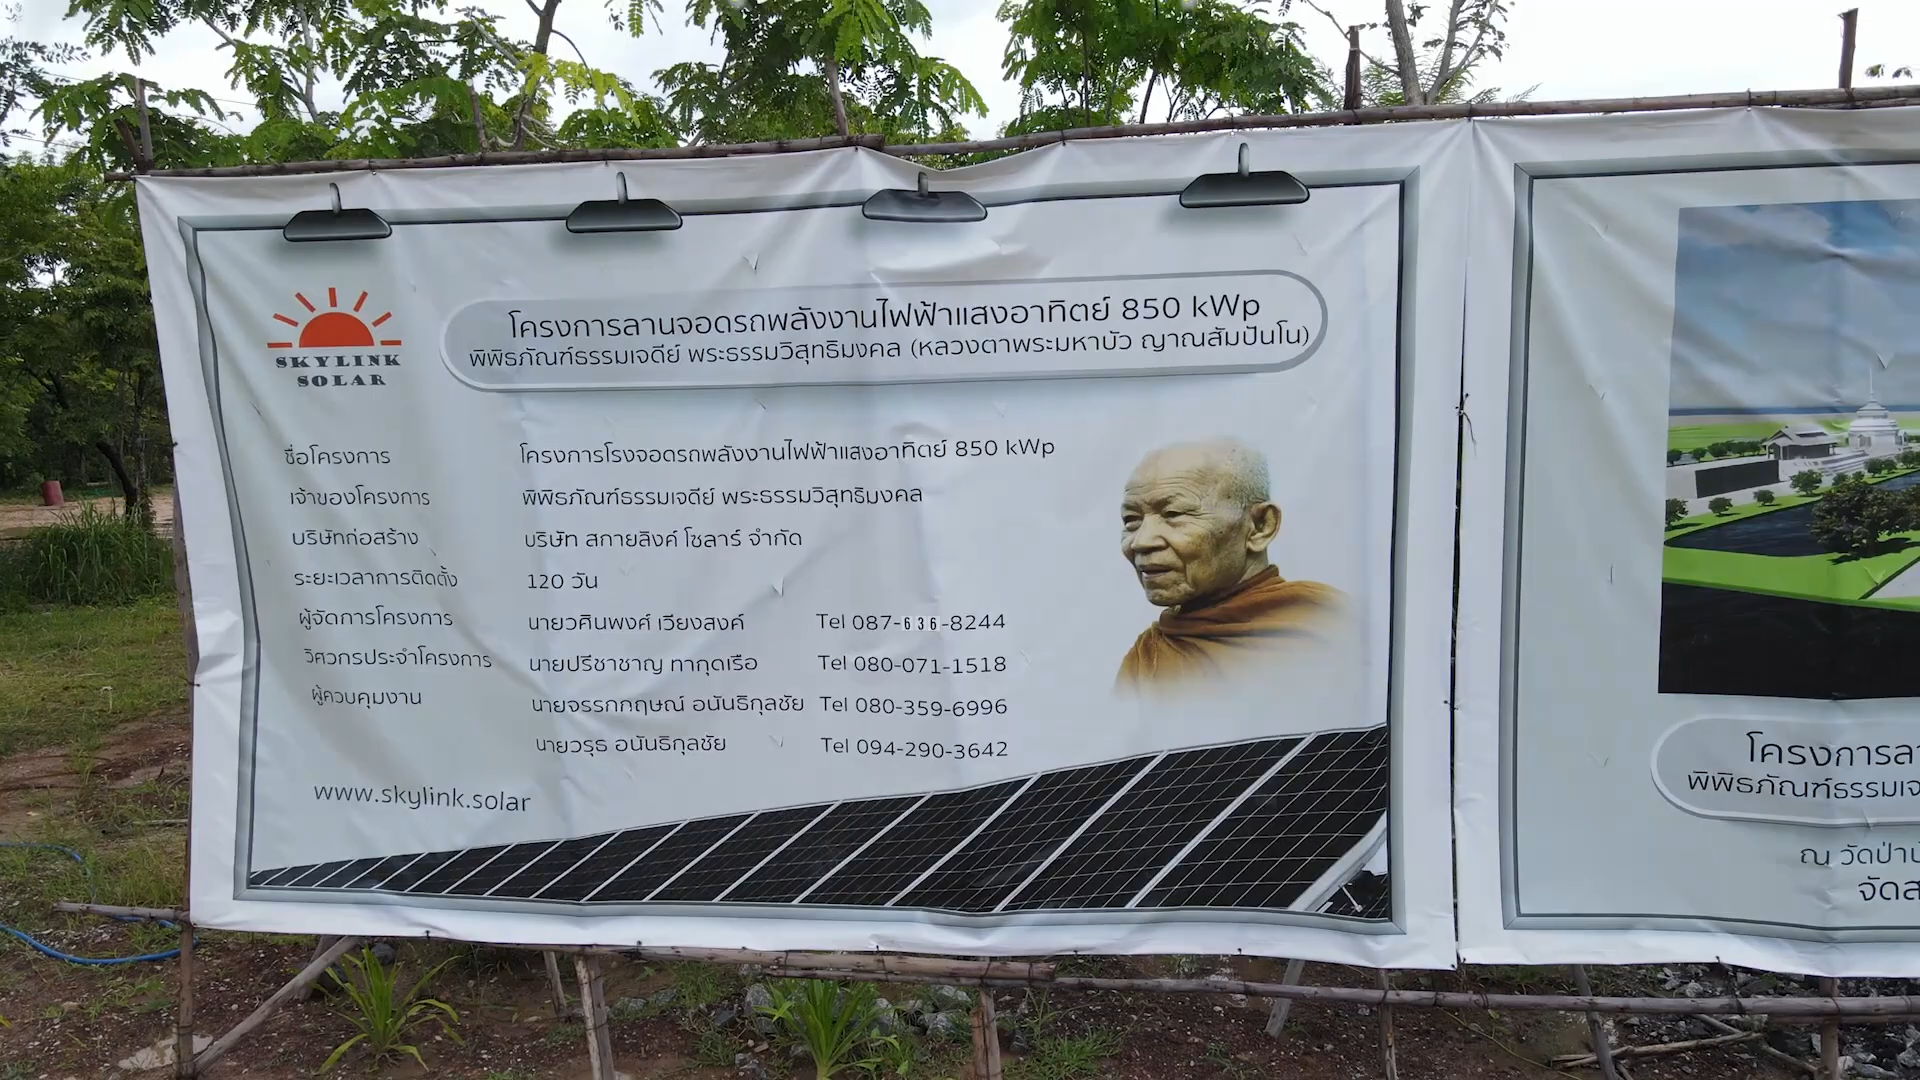 SKYLINK
SOLAR
โครงการลานจอดรถพลังงานไฟฟ้าแสงอาทิตย์ 850 kWp
พิพิธภัณฑ์ธรรมเจดีย์ พระธรรมวิสุทธิมงคล (หลวงตาพระมหาบัว ญาณสัมปันโน)
ชื่อโครงการ โครงการโรงจอดรถพลังงานไฟฟ้าแสงอาทิตย์ 850 kWp
เจ้าของโครงการ พิพิธภัณฑ์ธรรมเจดีย์ พระธรรมวิสุทธิมงคล
บริษัทก่อสร้าง บริษัท สกายลิงค์ โซลาร์ จำกัด
ระยะเวลาการติดตั้ง 120 วัน
ผู้จัดการโครงการ นายวศินพงศ์ เวียงสงค์ Tel 087-636-8244
วิศวกรประจำโครงการ นายปรีชาชาญ ทากุดเรือ Tel 080-071-1518
ผู้ควบคุมงาน นายจรรกกฤษณ์ อนันธิกุลชัย Tel 080-359-6996
นายวรุธ อนันธิกุลชัย Tel 094-290-3642
www.skylink.solar
โครงการลา
พิพิธภัณฑ์ธรรมเจ
ณ วัดป่าบ้
จัดส